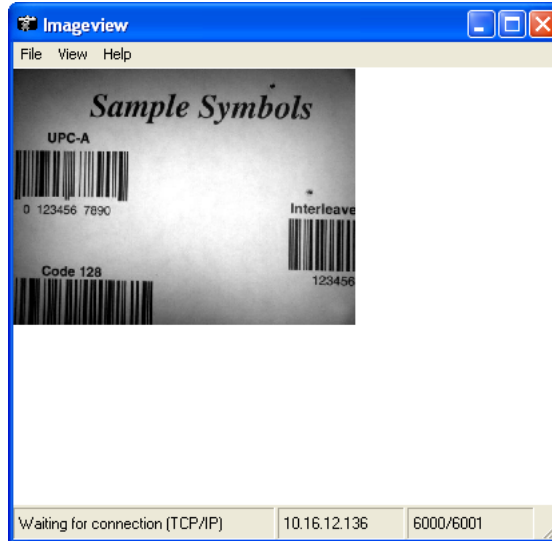 Imageview
File View Help
Sample Symbols
UPC-A
0 123456 7890
Interleave
123456
Code 128
Waiting for connection (TCP/IP) 10.16.12.136 6000/6001